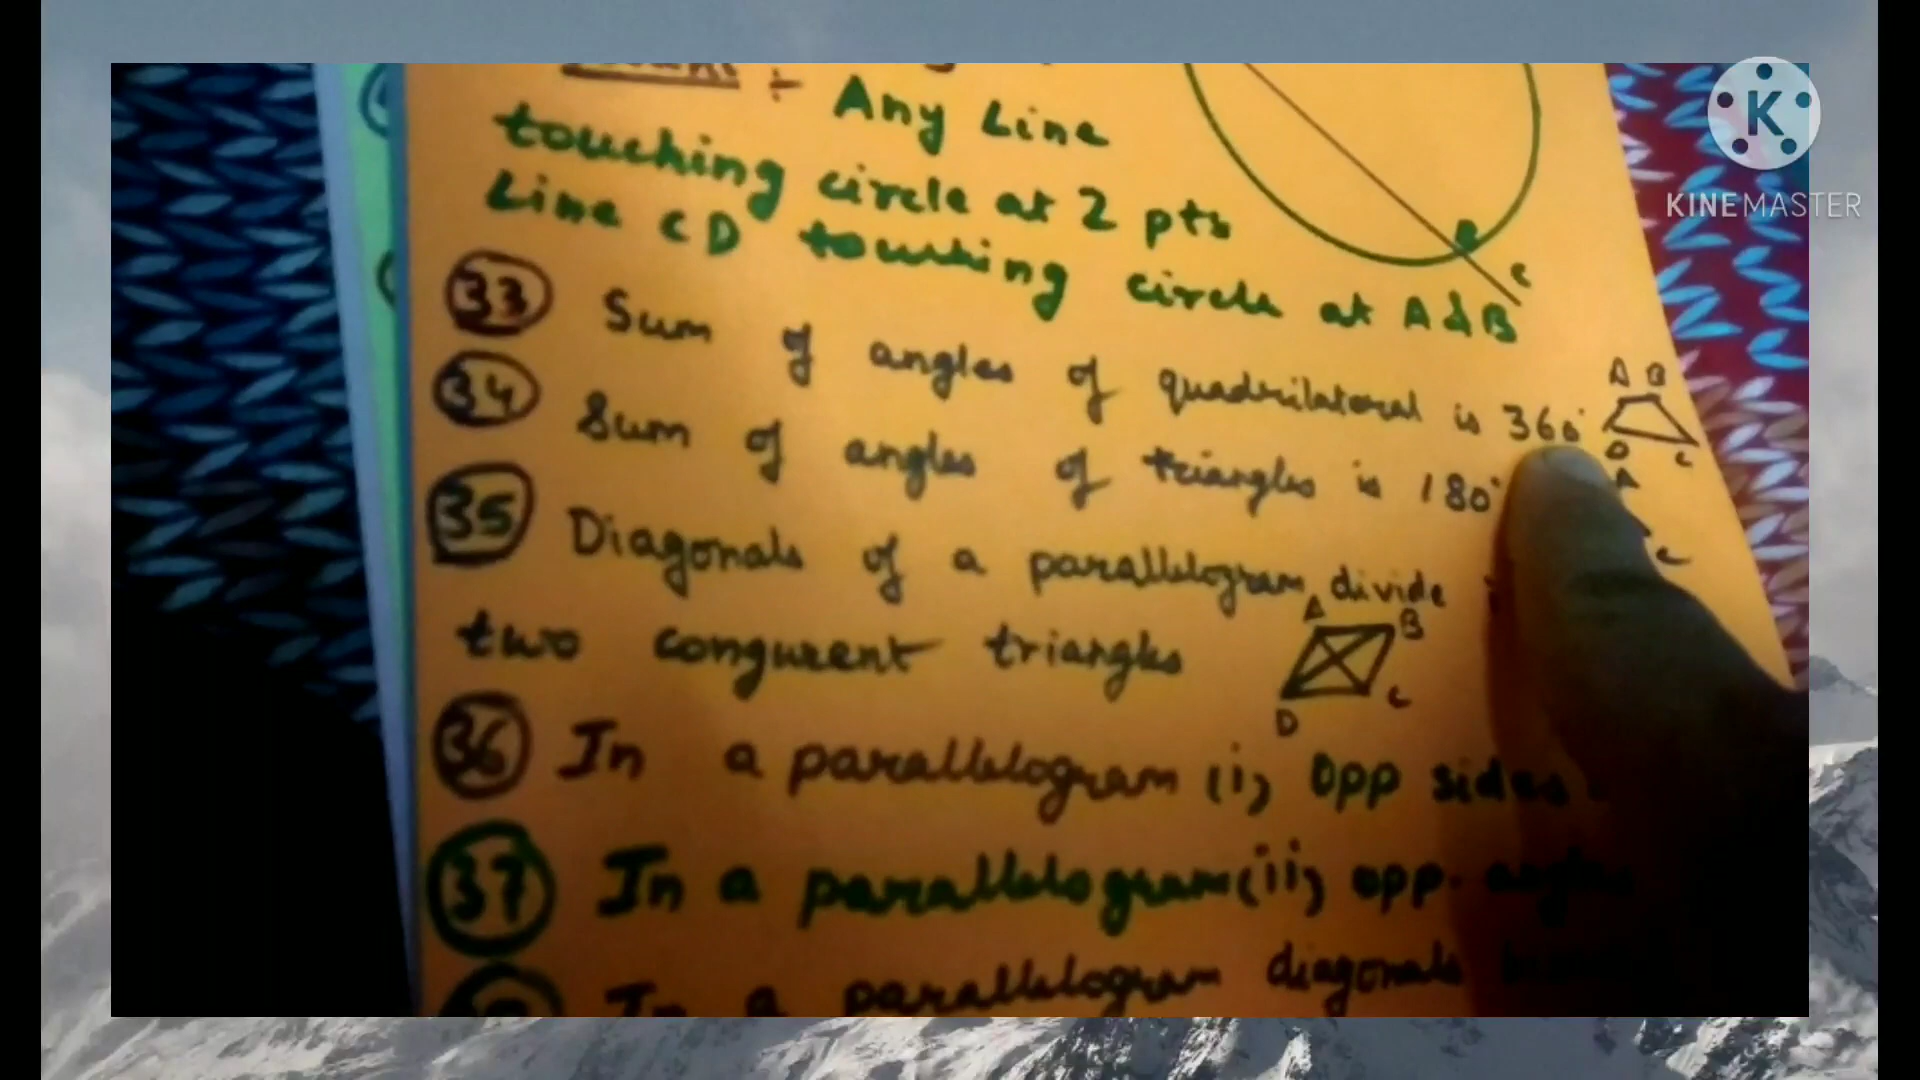 ÷ Any Line
touching circle at 2 pts
Line CD touching circle at A & B
B
C
33 Sum of angles of quadrilateral is 360°
A B
D C
34 Sum of angles of triangles is 180°
A
C
35 Diagonals of a parallelogram divide
two congurent triangles
A B
D C
36 In a parallelogram (i) Opp sides
37 In a parallelogram (ii) opp. angles
In a parallelogram diagonals
K
KINEMASTER